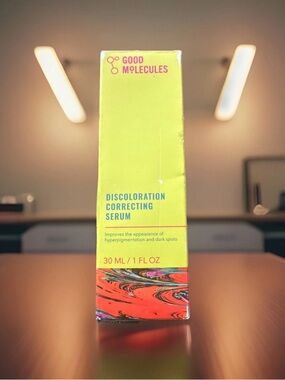 GOOD
MOLECULES
DISCOLORATION
CORRECTING
SERUM
Improves the appearance of
hyperpigmentation and dark spots
30 ML / 1 FL OZ